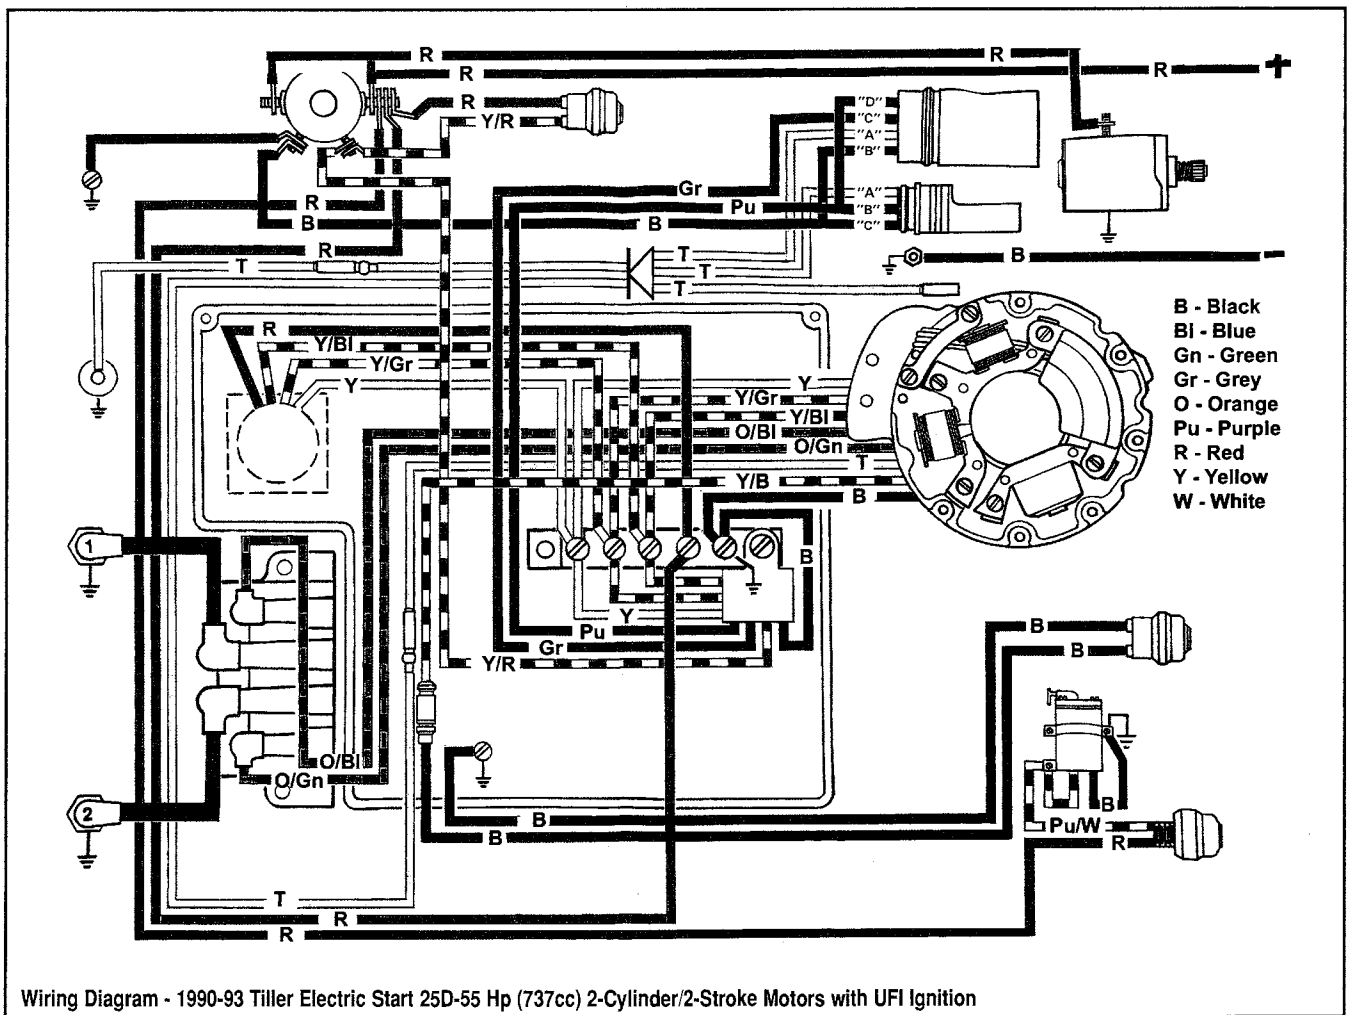 R
R
R
R
+
R
Y/R
"D"
"C"
"A"
"B"
Gr
"A"
R
Pu
"B"
B
B
"C"
R
T
T
B
-
T
T
R
Y/Bl
Y/Gr
Y
Y
Y/Gr
Y/Bl
O/Bl
O/Gn
T
Y/B
B
B - Black
Bl - Blue
Gn - Green
Gr - Grey
O - Orange
Pu - Purple
R - Red
Y - Yellow
W - White
1
B
Y
Pu
Gr
Y/R
B
B
O/Bl
O/Gn
2
B
B
B
Pu/W
R
T
R
R
Wiring Diagram - 1990-93 Tiller Electric Start 25D-55 Hp (737cc) 2-Cylinder/2-Stroke Motors with UFI Ignition